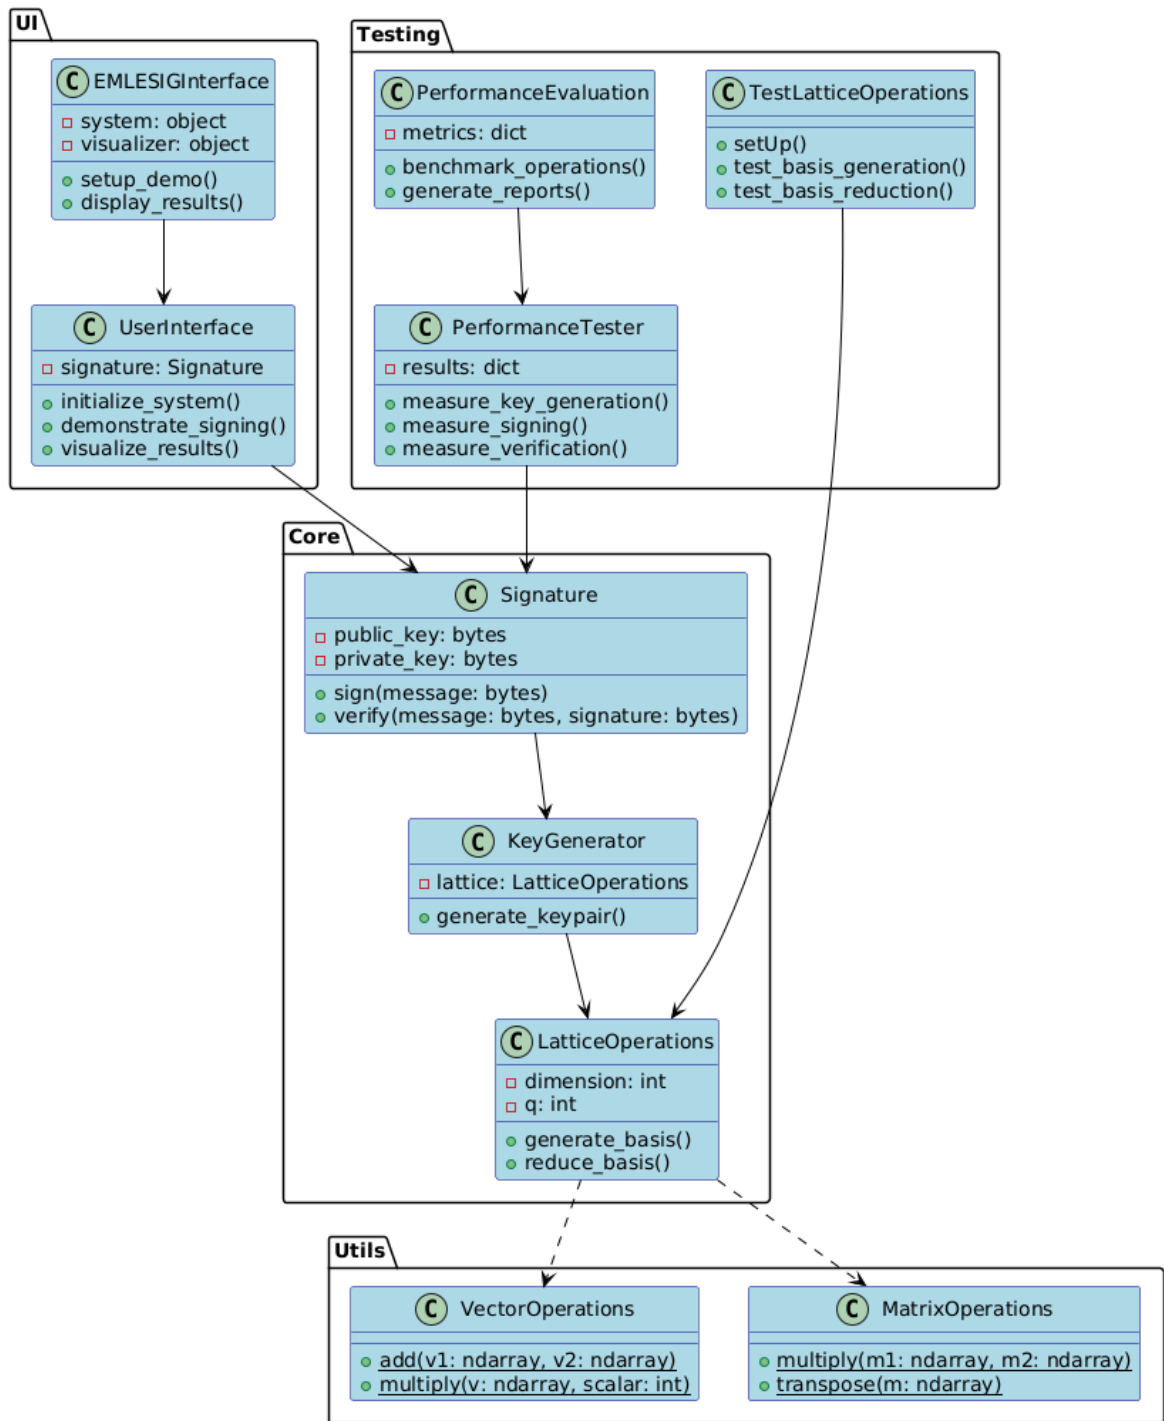 UI
C EMLESIGInterface
system: object
visualizer: object
setup_demo()
display_results()
C UserInterface
signature: Signature
initialize_system()
demonstrate_signing()
visualize_results()
Testing
C PerformanceEvaluation
metrics: dict
benchmark_operations()
generate_reports()
C TestLatticeOperations
setUp()
test_basis_generation()
test_basis_reduction()
C PerformanceTester
results: dict
measure_key_generation()
measure_signing()
measure_verification()
Core
C Signature
public_key: bytes
private_key: bytes
sign(message: bytes)
verify(message: bytes, signature: bytes)
C KeyGenerator
lattice: LatticeOperations
generate_keypair()
C LatticeOperations
dimension: int
q: int
generate_basis()
reduce_basis()
Utils
C VectorOperations
add(v1: ndarray, v2: ndarray)
multiply(v: ndarray, scalar: int)
C MatrixOperations
multiply(m1: ndarray, m2: ndarray)
transpose(m: ndarray)